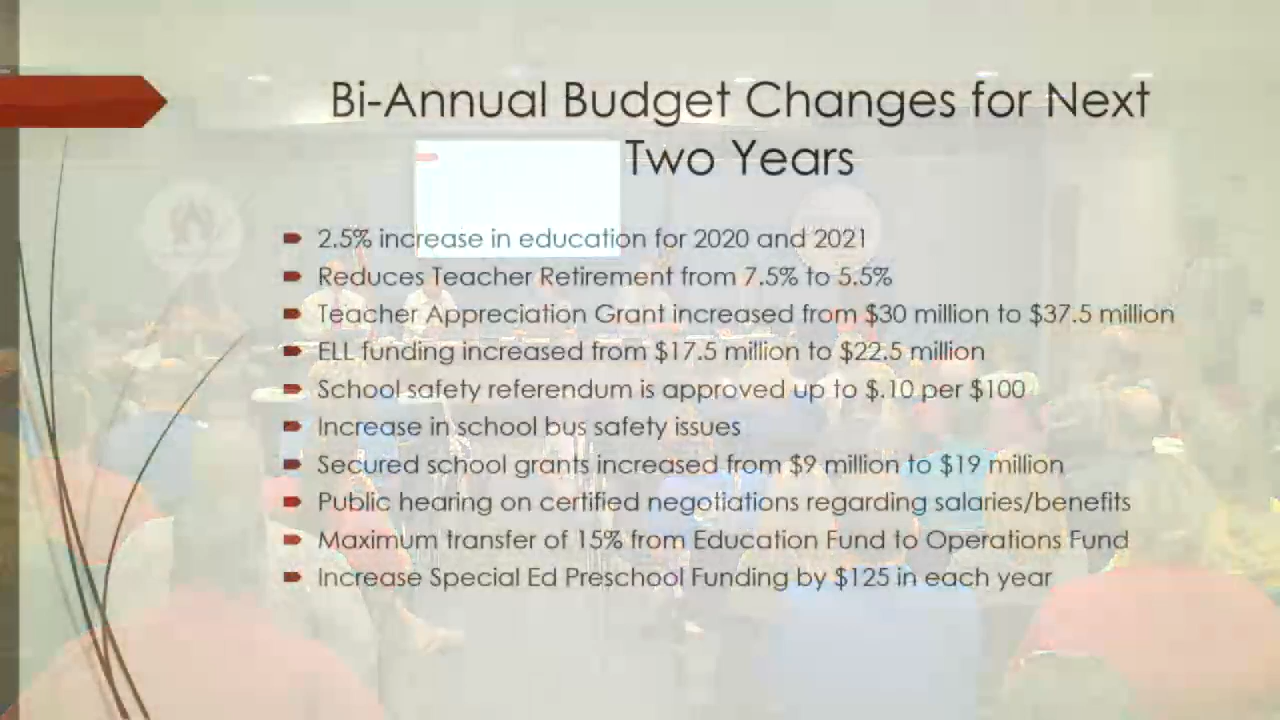 Bi-Annual Budget Changes for Next
Two Years
2.5% increase in education for 2020 and 2021
Reduces Teacher Retirement from 7.5% to 5.5%
Teacher Appreciation Grant increased from $30 million to $37.5 million
ELL funding increased from $17.5 million to $22.5 million
School safety referendum is approved up to $.10 per $100
Increase in school bus safety issues
Secured school grants increased from $9 million to $19 million
Public hearing on certified negotiations regarding salaries/benefits
Maximum transfer of 15% from Education Fund to Operations Fund
Increase Special Ed Preschool Funding by $125 in each year